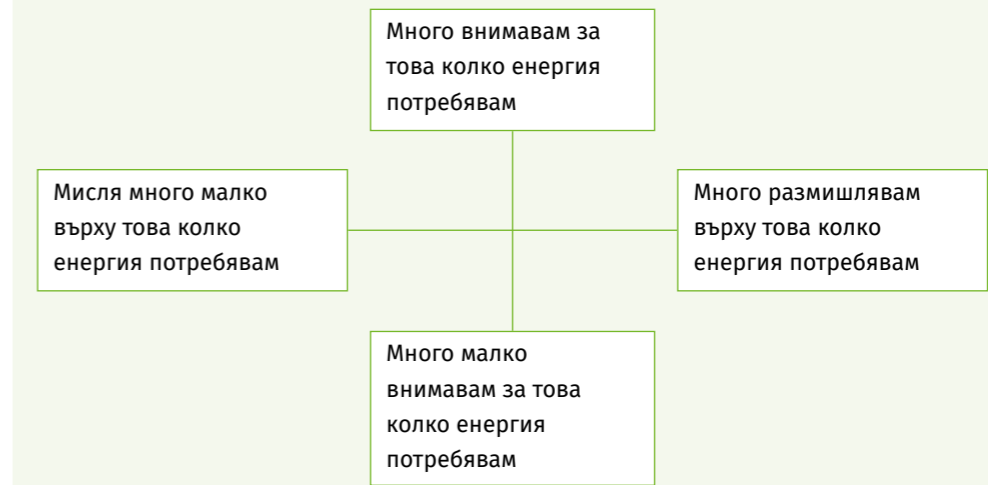 Много внимавам за
това колко енергия
потребявам
Мисля много малко
върху това колко
енергия потребявам
Много размишлявам
върху това колко
енергия потребявам
Много малко
внимавам за това
колко енергия
потребявам